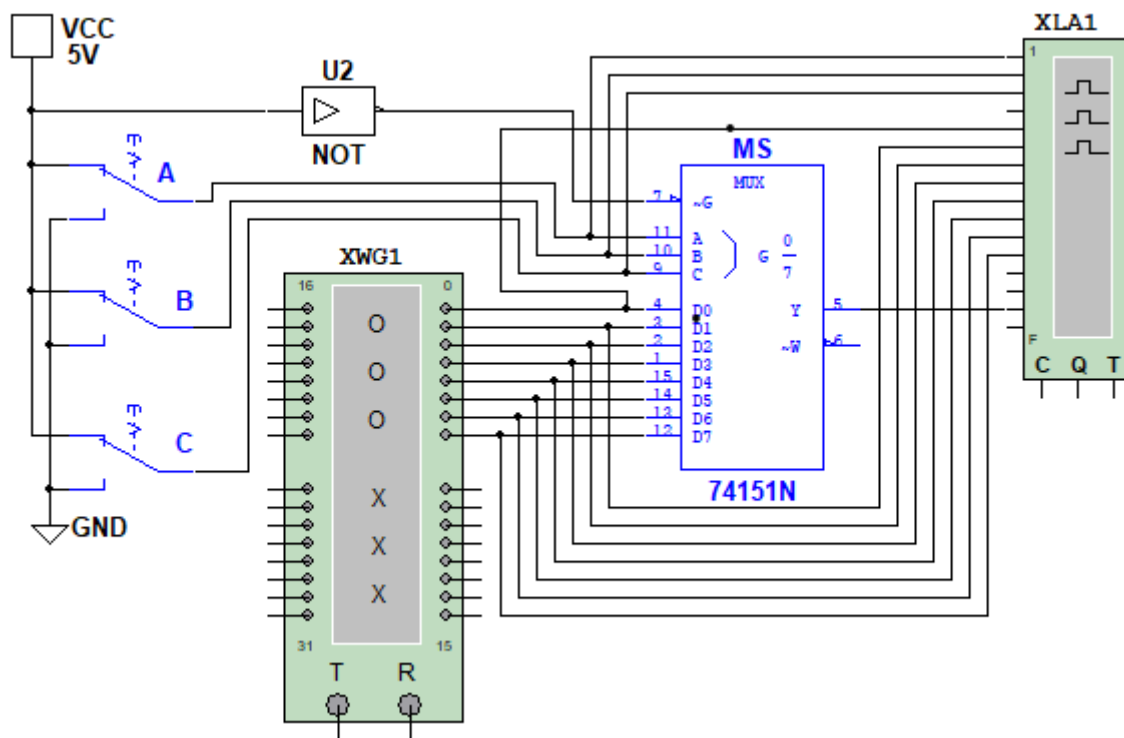 VCC
5V
XLA1
1
U2
NOT
A
MS
MUX
7 ~G
11 A
10 B
9 C
G 0
7
XWG1
16 0
B
O
O
O
4 D0
3 D1
2 D2
1 D3
15 D4
14 D5
13 D6
12 D7
Y 5
~W 6
F
C Q T
C
X
X
X
74151N
GND
31 15
T R